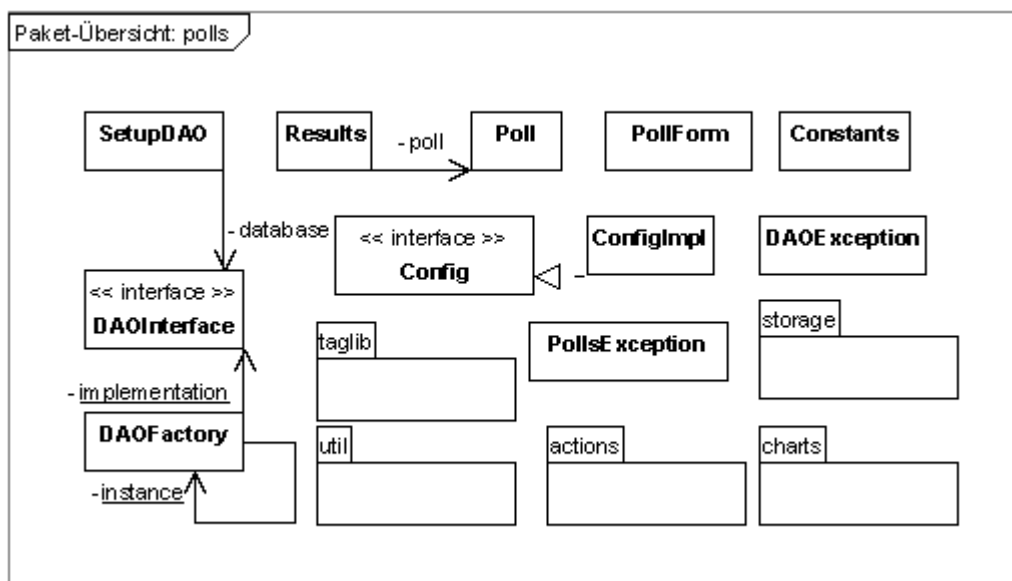 Paket-Übersicht: polls
SetupDAO
Results
- poll
Poll
PollForm
Constants
- database
<< interface >>
Config
ConfigImpl
DAOException
<< interface >>
DAOInterface
taglib
PollsException
storage
- implementation
DAOFactory
util
actions
charts
- instance